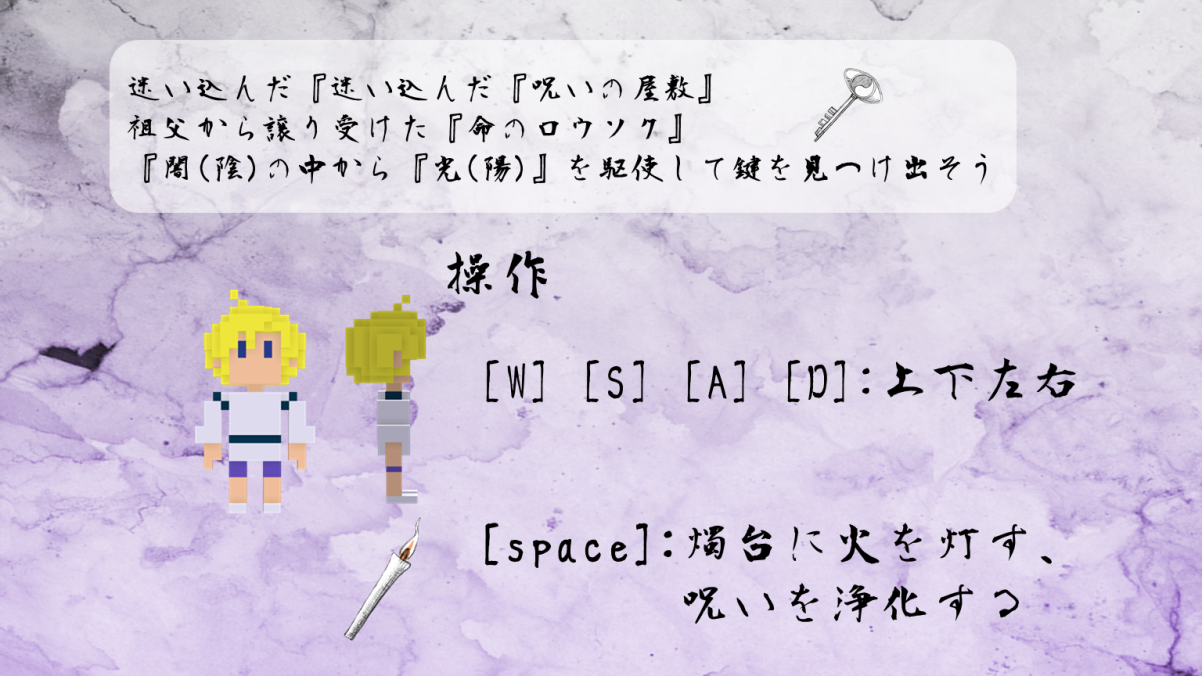 迷い込んだ『迷い込んだ『呪いの屋敷』
祖父から譲り受けた『命のロウソク』
『闇(陰)の中から『光(陽)』を駆使して鍵を見つけ出そう
操作
[W] [S] [A] [D]:上下左右
[space]:燭台に火を灯す、
呪いを浄化する